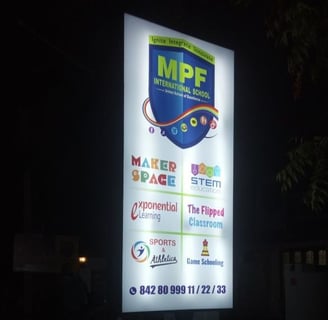 MPF
INTERNATIONAL SCHOOL
MAKER
SPACE
STEM
education
exponential
Learning
The Flipped
Classroom
SPORTS
&
Athletics
Game Schooling
842 80 999 11 / 22 / 33